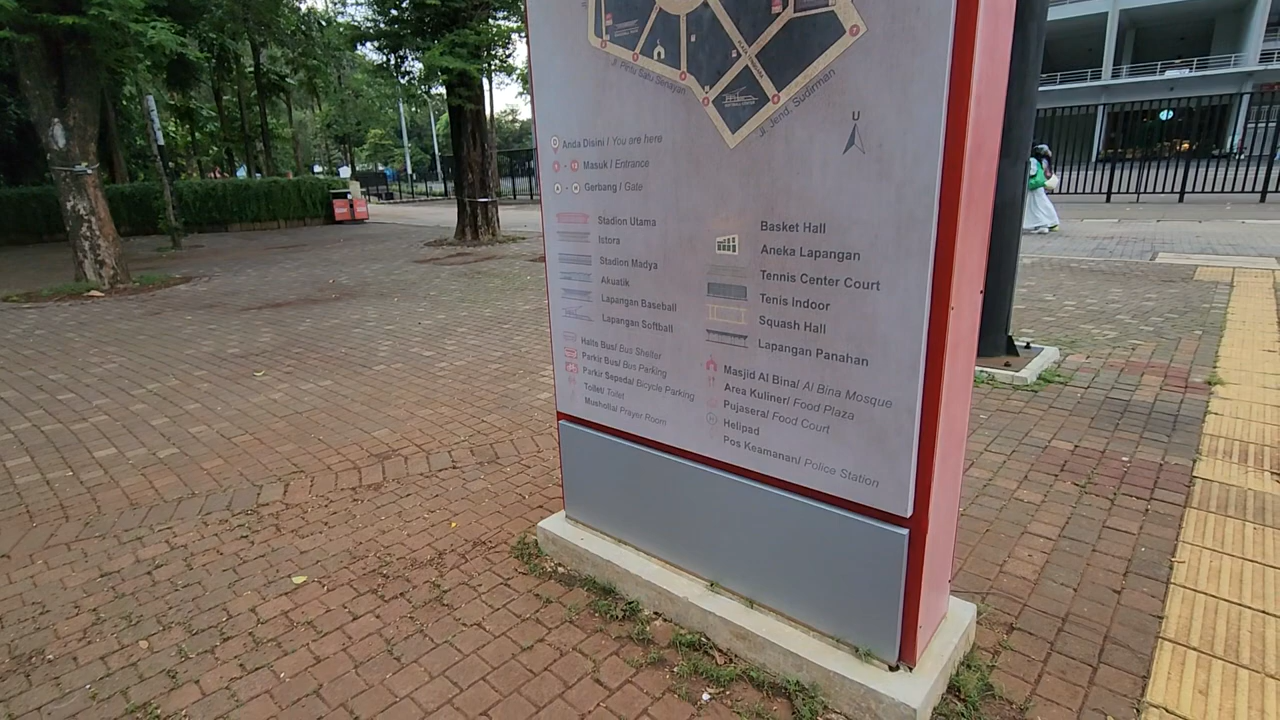 Jl. Pintu Satu Senayan
Jl. Jend. Sudirman
U
Anda Disini / You are here
Masuk / Entrance
A - M Gerbang / Gate
Stadion Utama
Istora
Stadion Madya
Akuatik
Lapangan Baseball
Lapangan Softball
Halte Bus/ Bus Shelter
Parkir Bus/ Bus Parking
Parkir Sepeda/ Bicycle Parking
Toilet/ Toilet
Mushola/ Prayer Room
Basket Hall
Aneka Lapangan
Tennis Center Court
Tenis Indoor
Squash Hall
Lapangan Panahan
Masjid Al Bina/ Al Bina Mosque
Area Kuliner/ Food Plaza
Pujasera/ Food Court
H Helipad
Pos Keamanan/ Police Station